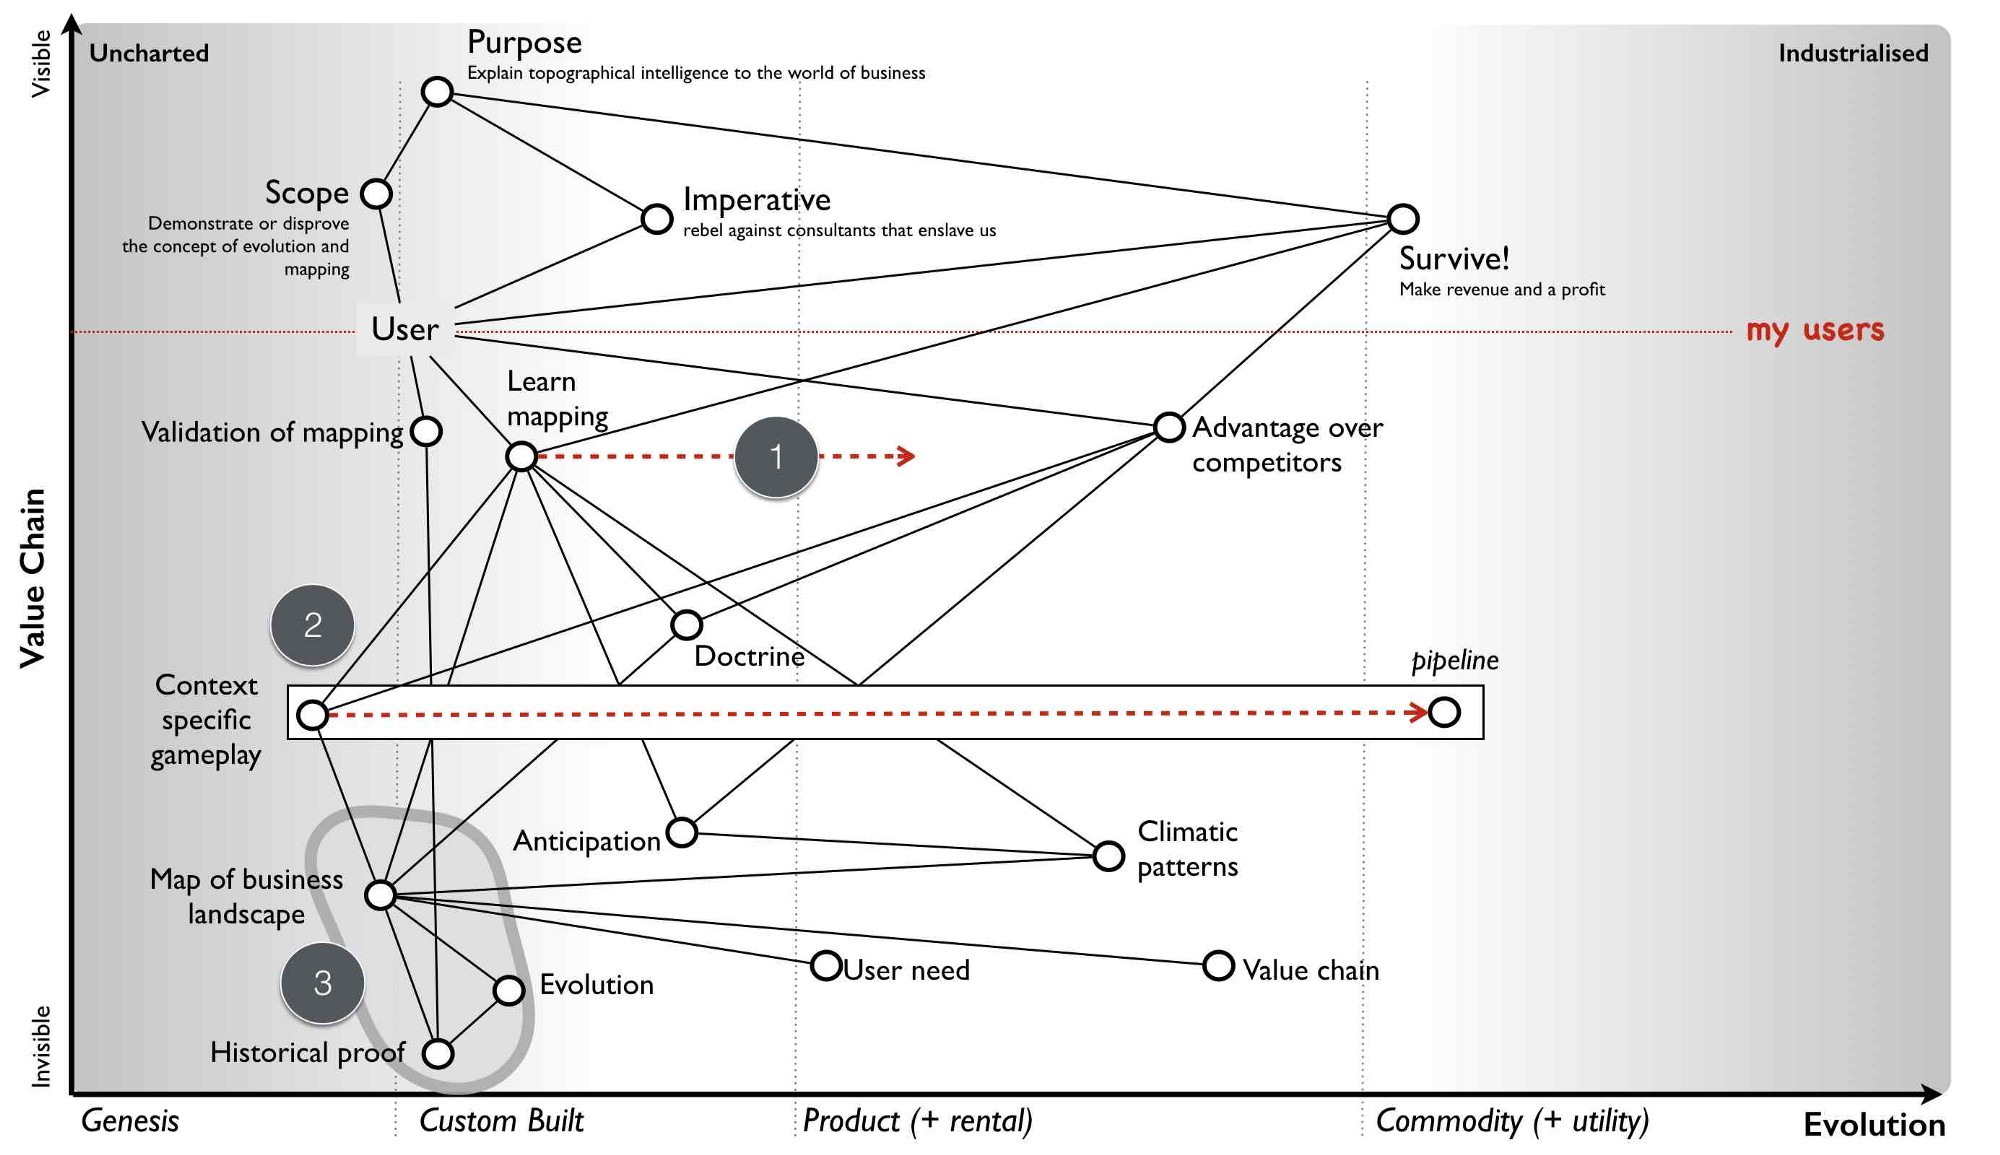 Visible
Uncharted
Purpose
Industrialised
Explain topographical intelligence to the world of business
Scope
Demonstrate or disprove
the concept of evolution and
mapping
Imperative
rebel against consultants that enslave us
Survive!
Make revenue and a profit
User
my users
Learn
mapping
Validation of mapping
1
Advantage over
competitors
Value Chain
2
Doctrine
pipeline
Context
specific
gameplay
Anticipation
Climatic
patterns
Map of business
landscape
3
Evolution
User need
Value chain
Historical proof
Invisible
Genesis
Custom Built
Product (+ rental)
Commodity (+ utility)
Evolution